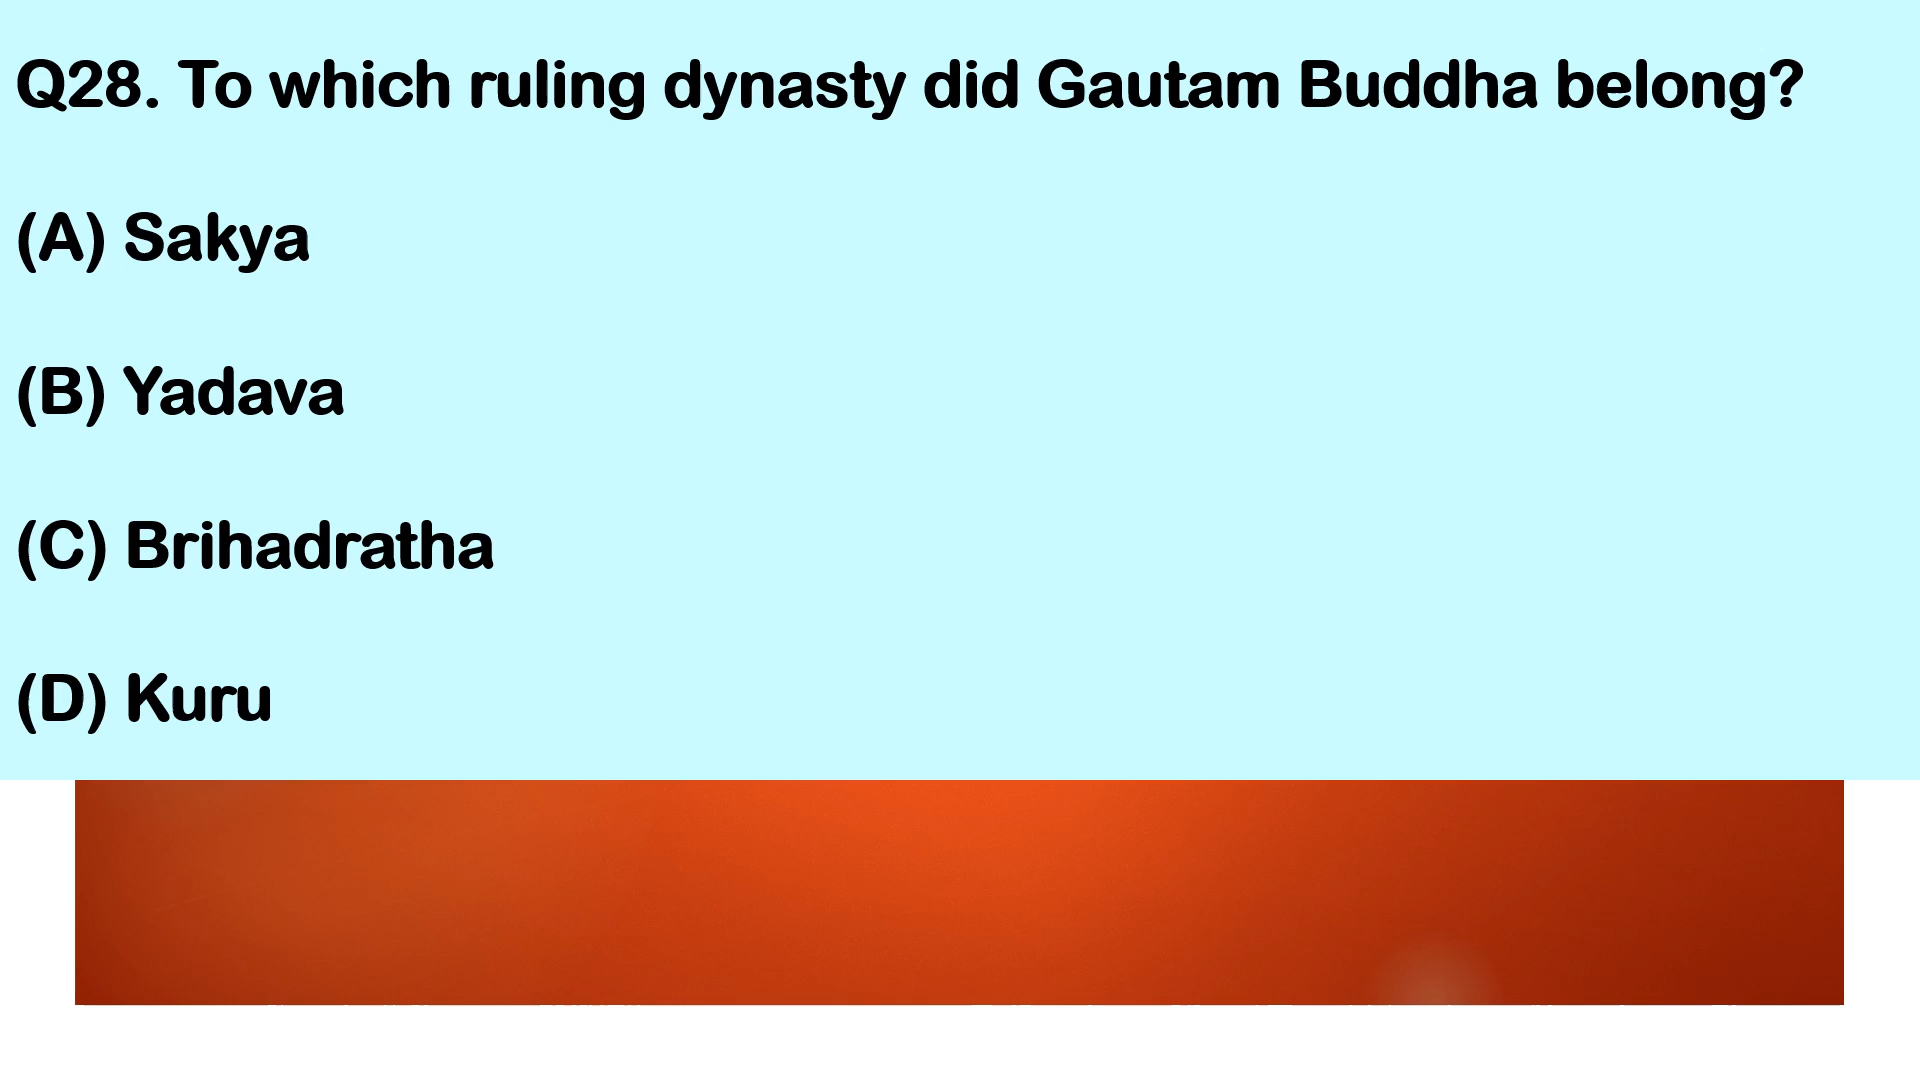 Q28. To which ruling dynasty did Gautam Buddha belong?
(A) Sakya
(B) Yadava
(C) Brihadratha
(D) Kuru